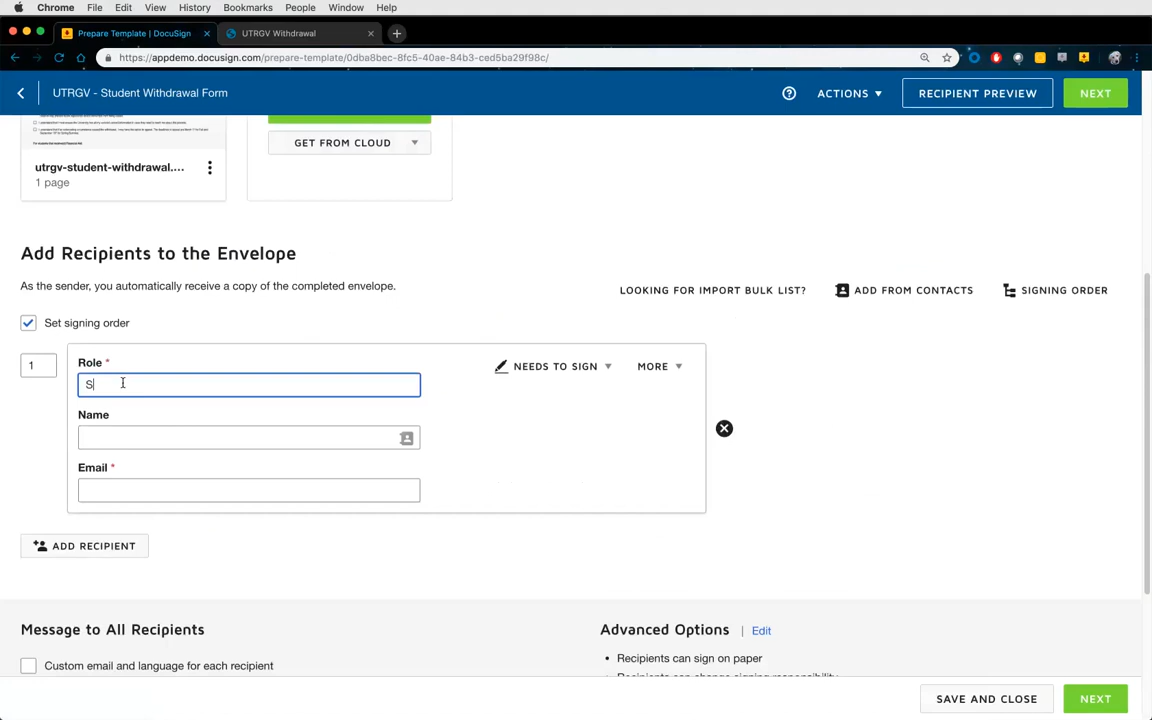 Chrome File Edit View History Bookmarks People Window Help
Prepare Template | DocuSign
UTRGV Withdrawal
https://appdemo.docusign.com/prepare-template/0dba8bec-8fc5-40ae-84b3-ced5ba29f98c/
UTRGV - Student Withdrawal Form
ACTIONS
RECIPIENT PREVIEW
NEXT
GET FROM CLOUD
utrgv-student-withdrawal....
1 page
Add Recipients to the Envelope
As the sender, you automatically receive a copy of the completed envelope.
LOOKING FOR IMPORT BULK LIST?
ADD FROM CONTACTS
SIGNING ORDER
Set signing order
1
Role *
NEEDS TO SIGN
MORE
S
Name
Email *
ADD RECIPIENT
Message to All Recipients
Advanced Options | Edit
Custom email and language for each recipient
• Recipients can sign on paper
• Recipients can change signing responsibility
SAVE AND CLOSE
NEXT